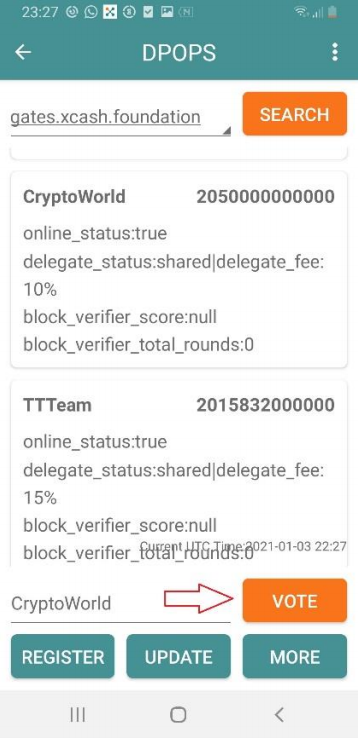 23:27
DPOPS
gates.xcash.foundation
SEARCH
CryptoWorld 2050000000000
online_status:true
delegate_status:shared|delegate_fee:
10%
block_verifier_score:null
block_verifier_total_rounds:0
TTTeam 2015832000000
online_status:true
delegate_status:shared|delegate_fee:
15%
block_verifier_score:null
Current UTC Time:2021-01-03 22:27
block_verifier_total_rounds:0
CryptoWorld
VOTE
REGISTER UPDATE MORE